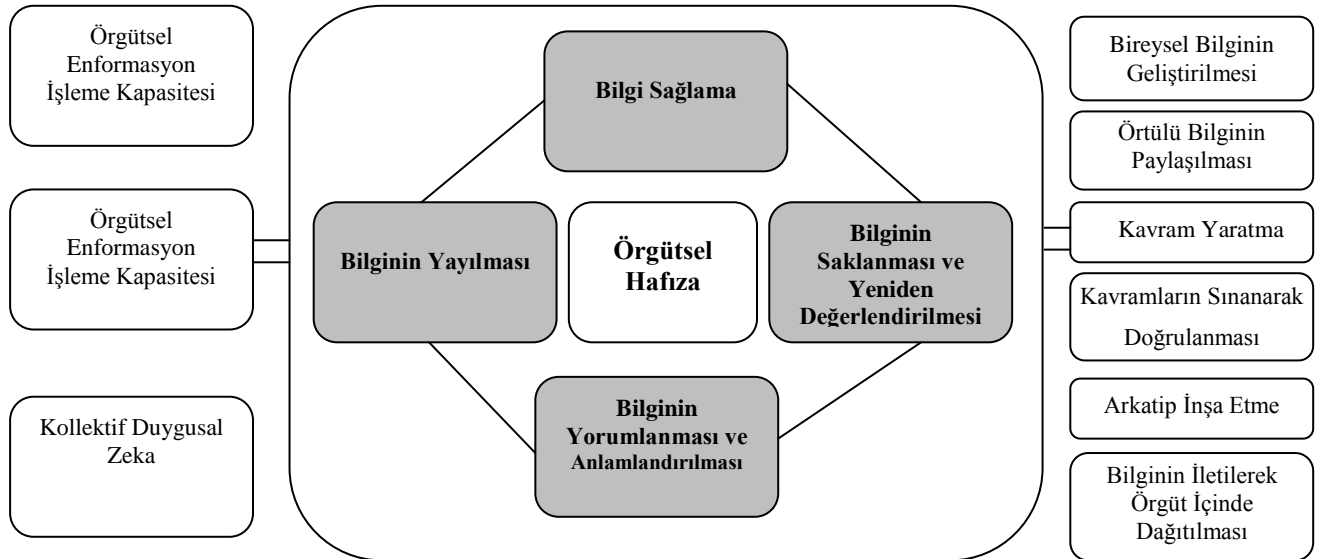 Örgütsel
Enformasyon
İşleme Kapasitesi
Örgütsel
Enformasyon
İşleme Kapasitesi
Kollektif Duygusal
Zeka
Bilgi Sağlama
Bilginin Yayılması
Örgütsel
Hafıza
Bilginin
Saklanması ve
Yeniden
Değerlendirilmesi
Bilginin
Yorumlanması ve
Anlamlandırılması
Bireysel Bilginin
Geliştirilmesi
Örtülü Bilginin
Paylaşılması
Kavram Yaratma
Kavramların Sınanarak
Doğrulanması
Arkatip İnşa Etme
Bilginin İletilerek
Örgüt İçinde
Dağıtılması